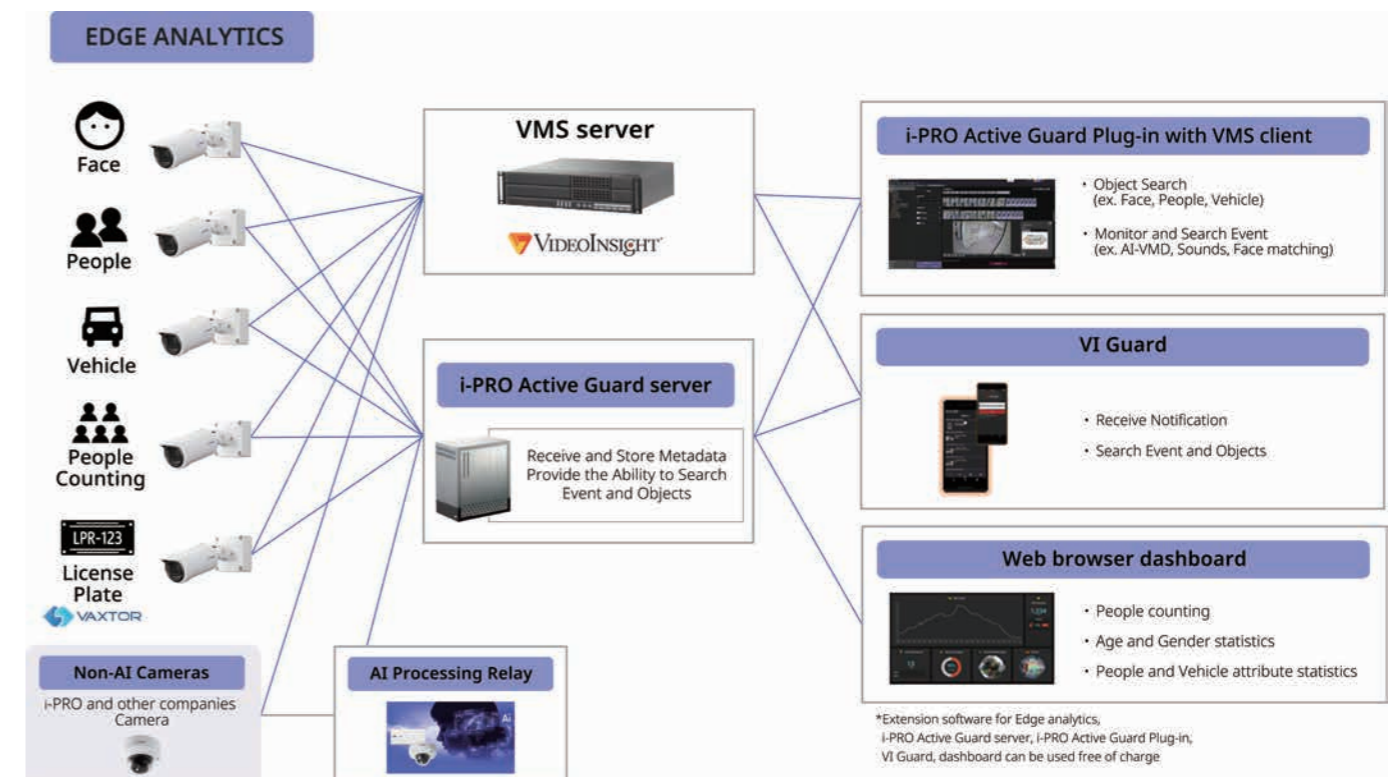 EDGE ANALYTICS
Face
People
Vehicle
People
Counting
LPR-123
License
Plate
VAXTOR
Non-AI Cameras
i-PRO and other companies
Camera
AI Processing Relay
Ai
VMS server
VIDEOINSIGHT
i-PRO Active Guard server
Receive and Store Metadata
Provide the Ability to Search
Event and Objects
i-PRO Active Guard Plug-in with VMS client
・ Object Search
(ex. Face, People, Vehicle)
・ Monitor and Search Event
(ex. AI-VMD, Sounds, Face matching)
VI Guard
・ Receive Notification
・ Search Event and Objects
Web browser dashboard
1,234
13
・ People counting
・ Age and Gender statistics
・ People and Vehicle attribute statistics
*Extension software for Edge analytics,
i-PRO Active Guard server, i-PRO Active Guard Plug-in,
VI Guard, dashboard can be used free of charge